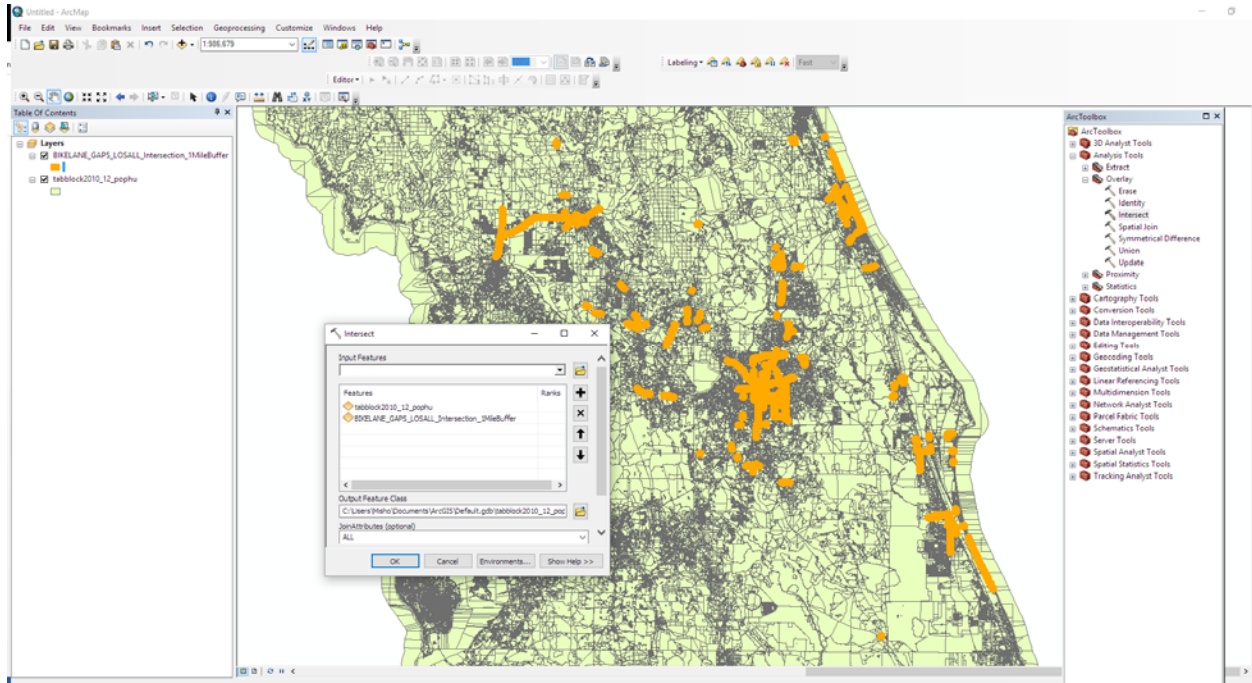 Untitled - ArcMap
File Edit View Bookmarks Insert Selection Geoprocessing Customize Windows Help
1:986,679
Labeling Fast
Editor
Table Of Contents
Layers
BIKELANE_GAPS_LOSALL_Intersection_1MileBuffer
tabblock2010_12_pophu
Intersect
Input Features
Features Ranks
tabblock2010_12_pophu
BIKELANE_GAPS_LOSALL_Intersection_1MileBuffer
Output Feature Class
C:\Users\Misho\Documents\ArcGIS\Default.gdb\tabblock2010_12_pop
JoinAttributes (optional)
ALL
OK Cancel Environments... Show Help >>
ArcToolbox
ArcToolbox
3D Analyst Tools
Analysis Tools
Extract
Overlay
Erase
Identity
Intersect
Spatial Join
Symmetrical Difference
Union
Update
Proximity
Statistics
Cartography Tools
Conversion Tools
Data Interoperability Tools
Data Management Tools
Editing Tools
Geocoding Tools
Geostatistical Analyst Tools
Linear Referencing Tools
Multidimension Tools
Network Analyst Tools
Parcel Fabric Tools
Schematics Tools
Server Tools
Spatial Analyst Tools
Spatial Statistics Tools
Tracking Analyst Tools